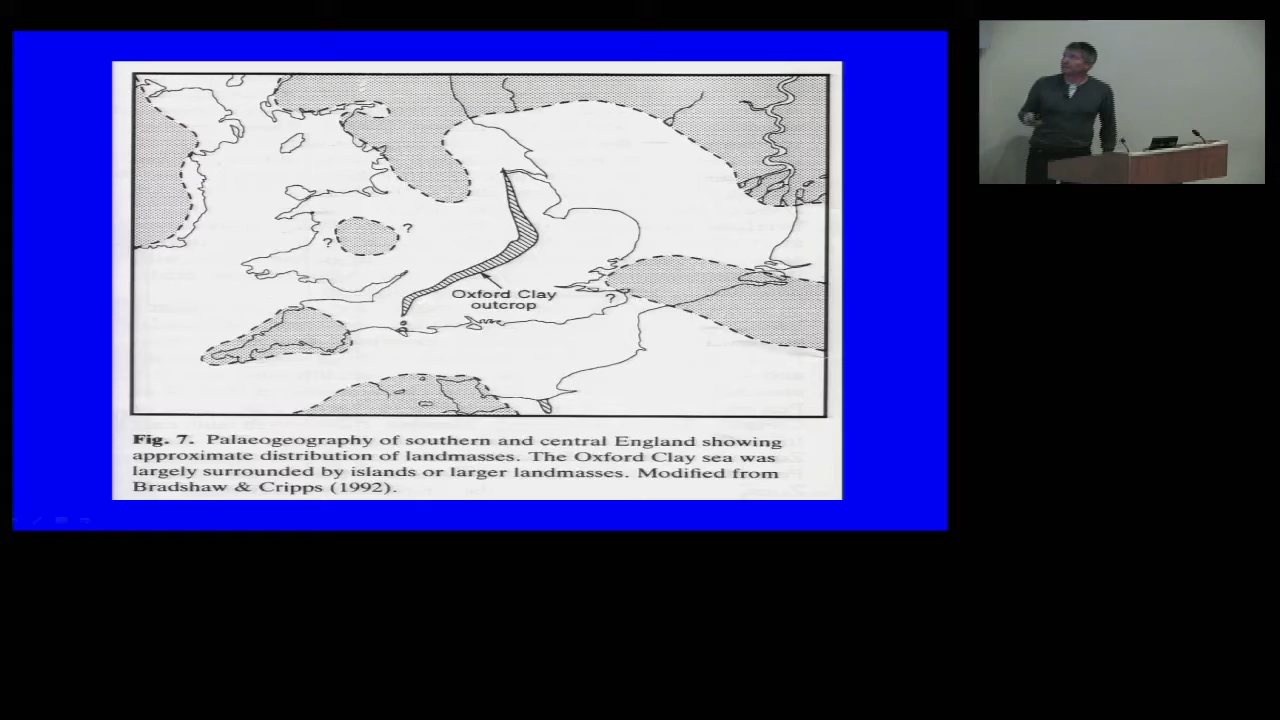 ?
?
Oxford Clay
outcrop
?
Fig. 7. Palaeogeography of southern and central England showing
approximate distribution of landmasses. The Oxford Clay sea was
largely surrounded by islands or larger landmasses. Modified from
Bradshaw & Cripps (1992).